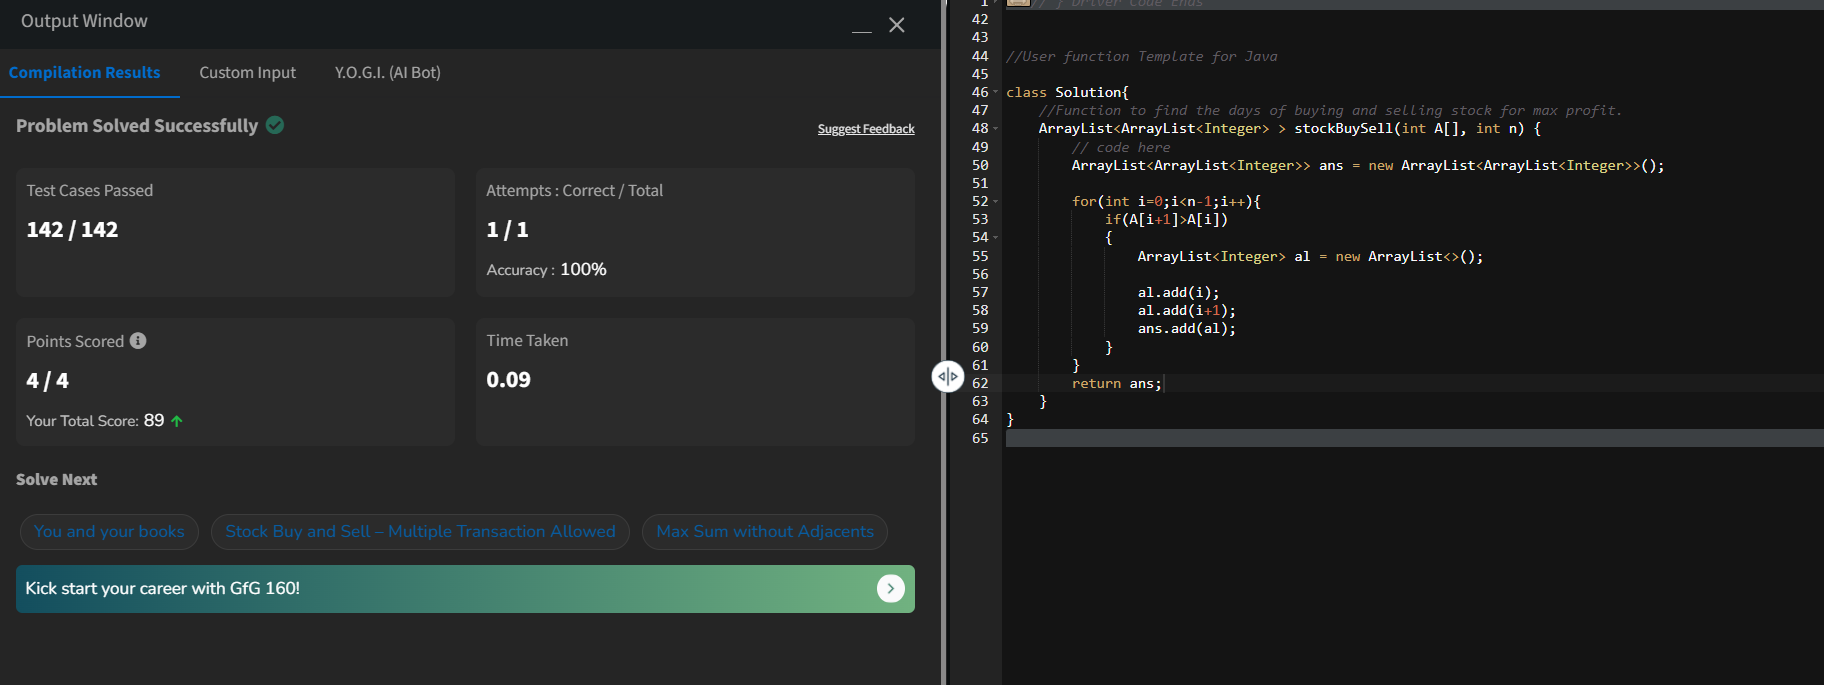 Output Window
Compilation Results Custom Input Y.O.G.I. (AI Bot)
Problem Solved Successfully
Suggest Feedback
Test Cases Passed
142 / 142
Attempts : Correct / Total
1 / 1
Accuracy : 100%
Points Scored
4 / 4
Your Total Score: 89
Time Taken
0.09
Solve Next
You and your books
Stock Buy and Sell – Multiple Transaction Allowed
Max Sum without Adjacents
Kick start your career with GfG 160!
1 // } Driver Code Ends
42
43
44 //User function Template for Java
45
46 class Solution{
47 //Function to find the days of buying and selling stock for max profit.
48 ArrayList<ArrayList<Integer> > stockBuySell(int A[], int n) {
49 // code here
50 ArrayList<ArrayList<Integer>> ans = new ArrayList<ArrayList<Integer>>();
51
52 for(int i=0;i<n-1;i++){
53 if(A[i+1]>A[i])
54 {
55 ArrayList<Integer> al = new ArrayList<>();
56
57 al.add(i);
58 al.add(i+1);
59 ans.add(al);
60 }
61 }
62 return ans;
63 }
64 }
65